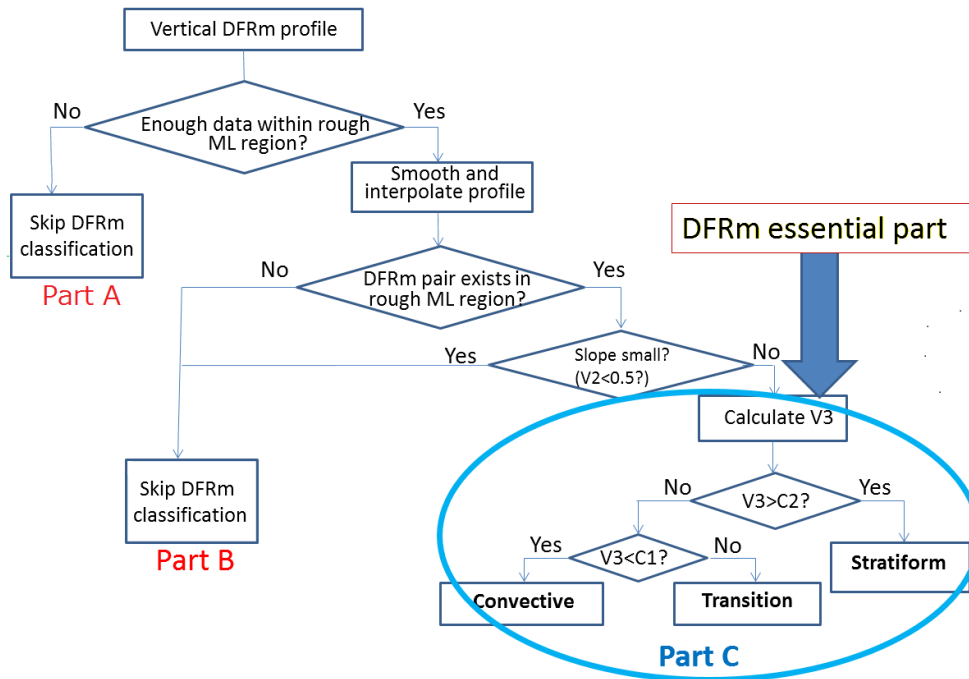 Vertical DFRm profile
No
Yes
Enough data within rough
ML region?
Smooth and
interpolate profile
Skip DFRm
classification
Part A
DFRm essential part
No
Yes
DFRm pair exists in
rough ML region?
Yes
No
Slope small?
(V2<0.5?)
Calculate V3
Skip DFRm
classification
Part B
No
Yes
V3>C2?
Yes
No
V3<C1?
Stratiform
Convective
Transition
Part C